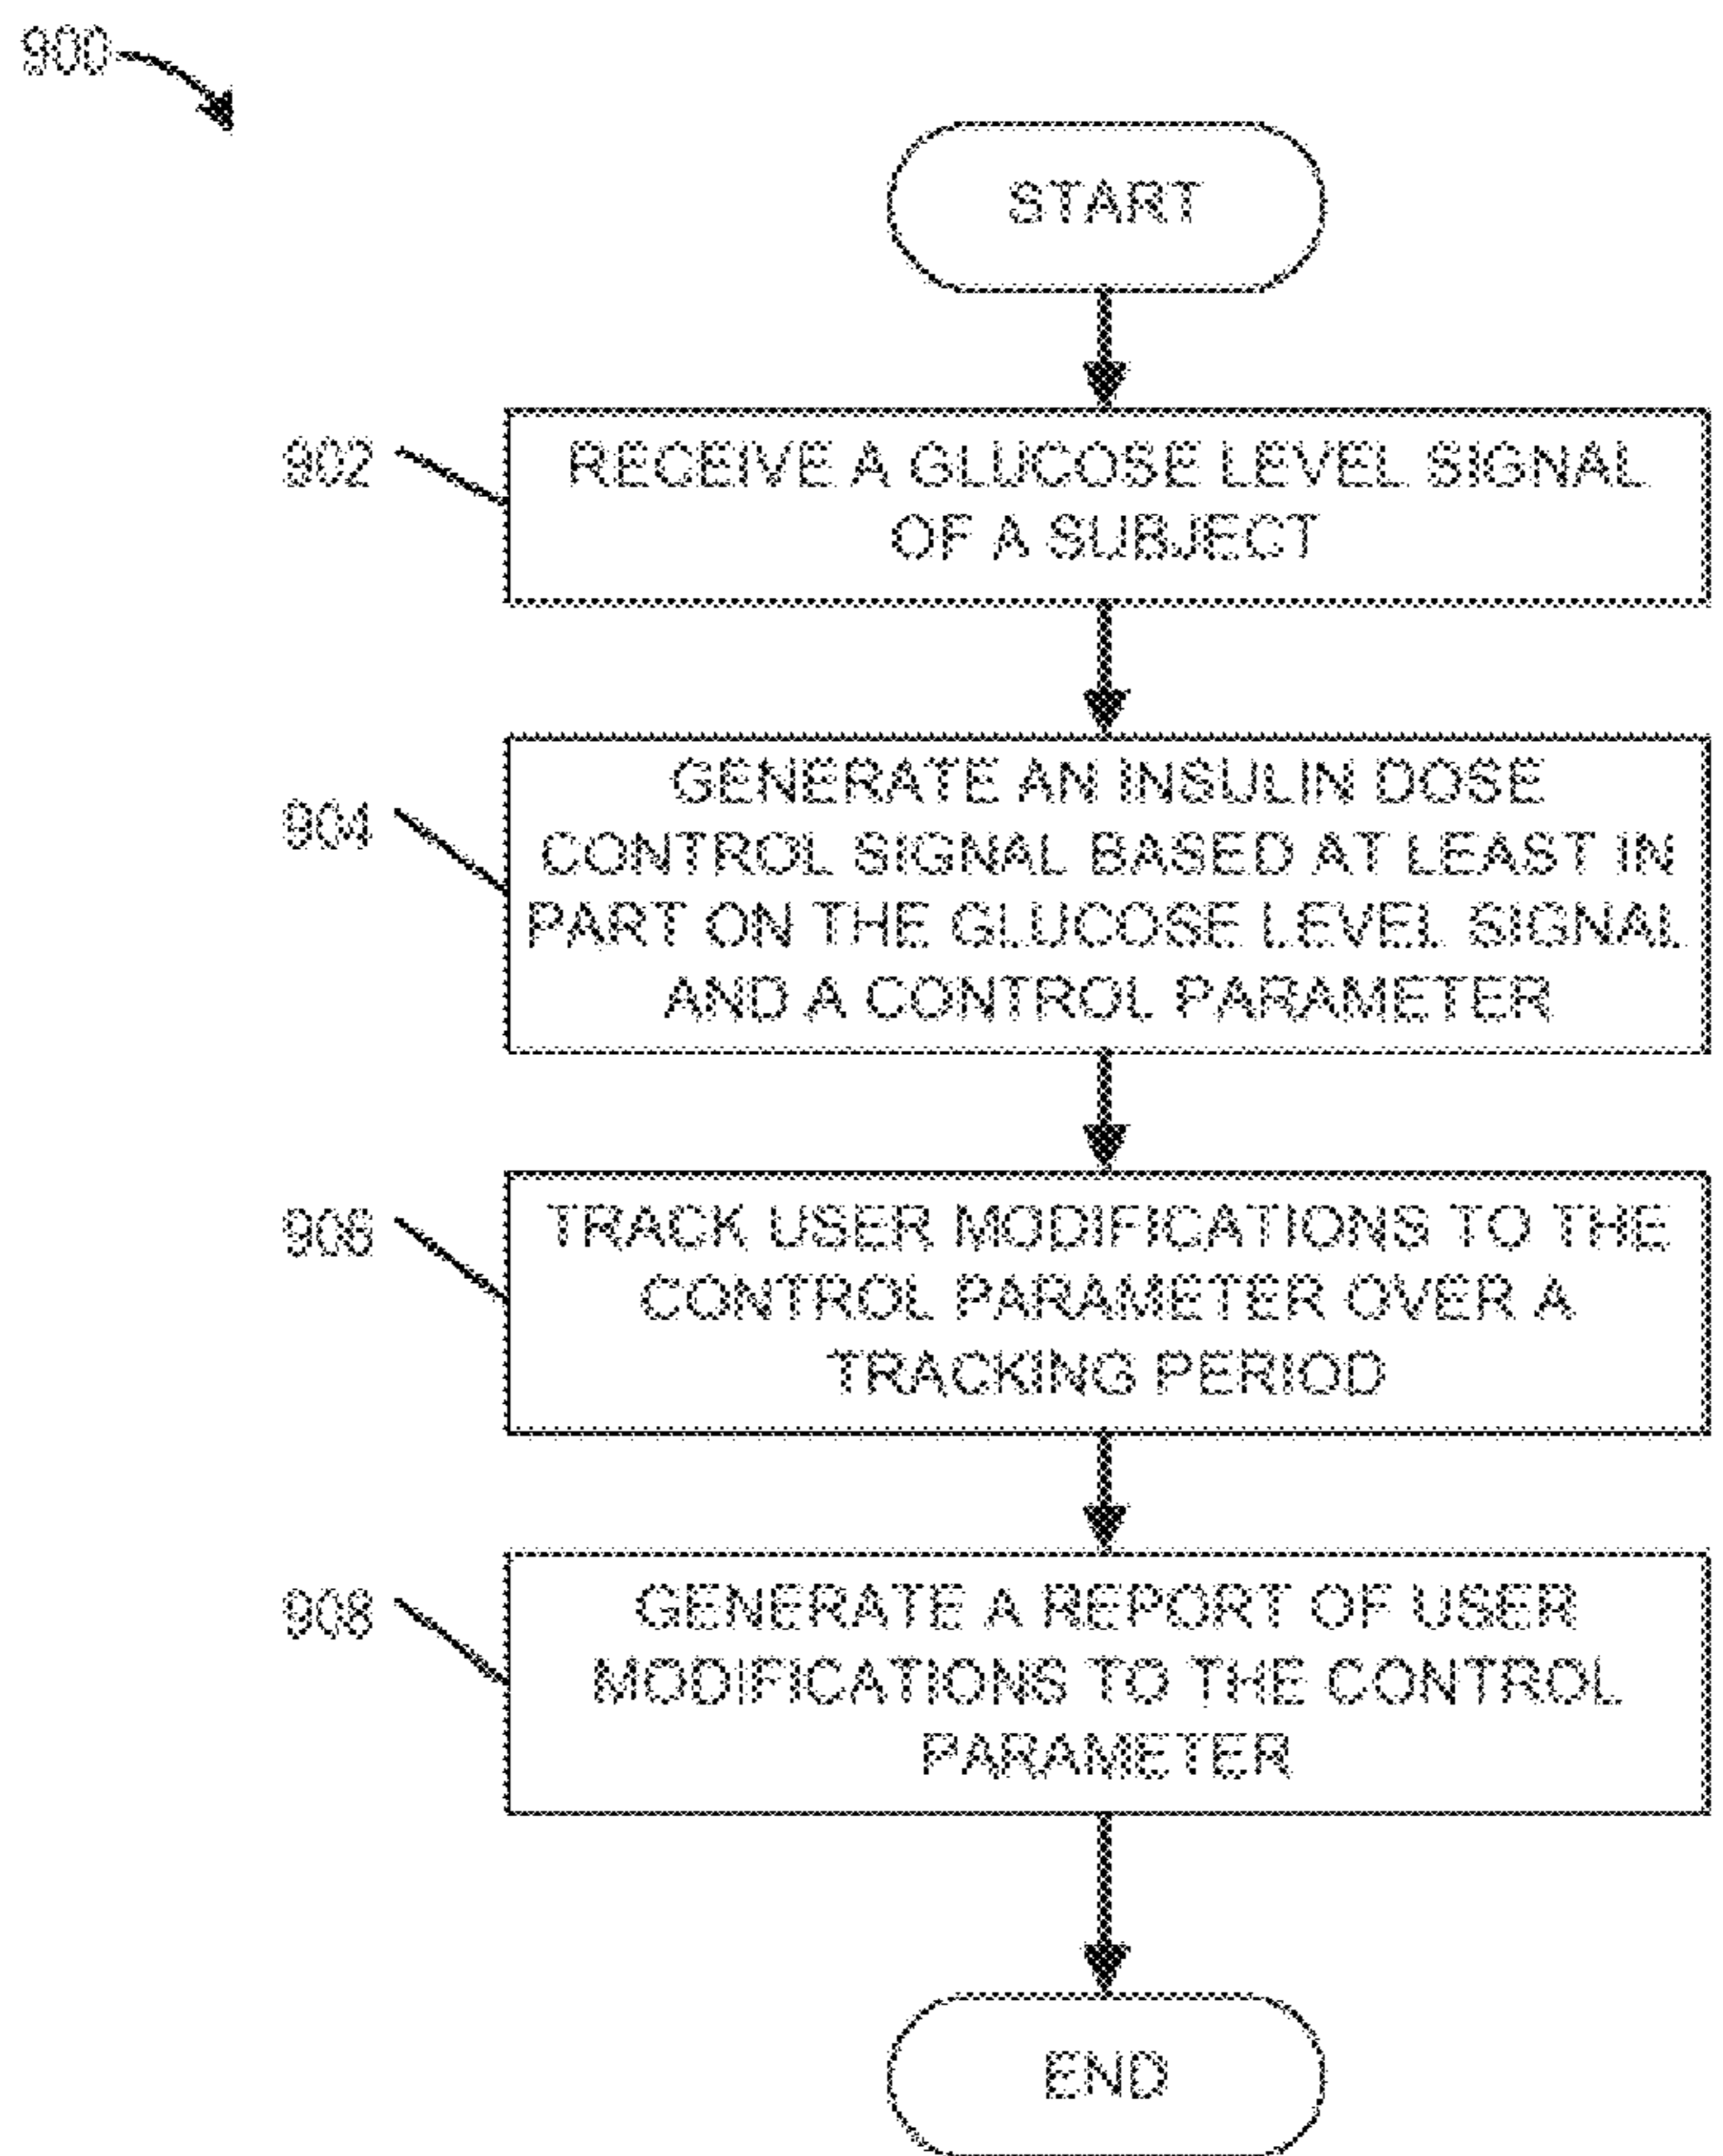 900
START
902
RECEIVE A GLUCOSE LEVEL SIGNAL
OF A SUBJECT
904
GENERATE AN INSULIN DOSE
CONTROL SIGNAL BASED AT LEAST IN
PART ON THE GLUCOSE LEVEL SIGNAL
AND A CONTROL PARAMETER
906
TRACK USER MODIFICATIONS TO THE
CONTROL PARAMETER OVER A
TRACKING PERIOD
908
GENERATE A REPORT OF USER
MODIFICATIONS TO THE CONTROL
PARAMETER
END